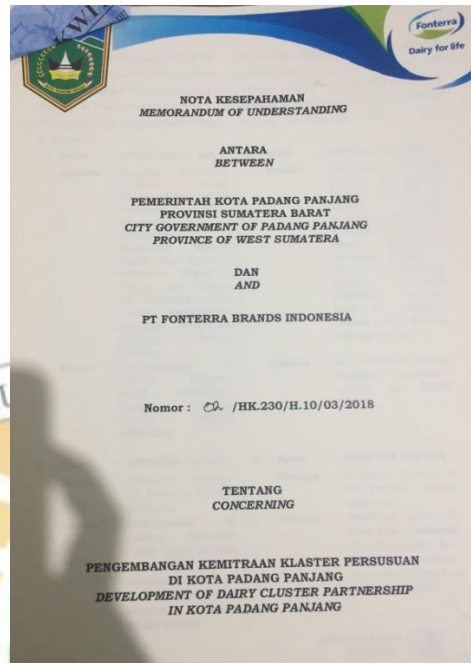 Fonterra
Dairy for life
NOTA KESEPAHAMAN
MEMORANDUM OF UNDERSTANDING
ANTARA
BETWEEN
PEMERINTAH KOTA PADANG PANJANG
PROVINSI SUMATERA BARAT
CITY GOVERNMENT OF PADANG PANJANG
PROVINCE OF WEST SUMATERA
DAN
AND
PT FONTERRA BRANDS INDONESIA
Nomor : /HK.230/H.10/03/2018
TENTANG
CONCERNING
PENGEMBANGAN KEMITRAAN KLASTER PERSUSUAN
DI KOTA PADANG PANJANG
DEVELOPMENT OF DAIRY CLUSTER PARTNERSHIP
IN KOTA PADANG PANJANG